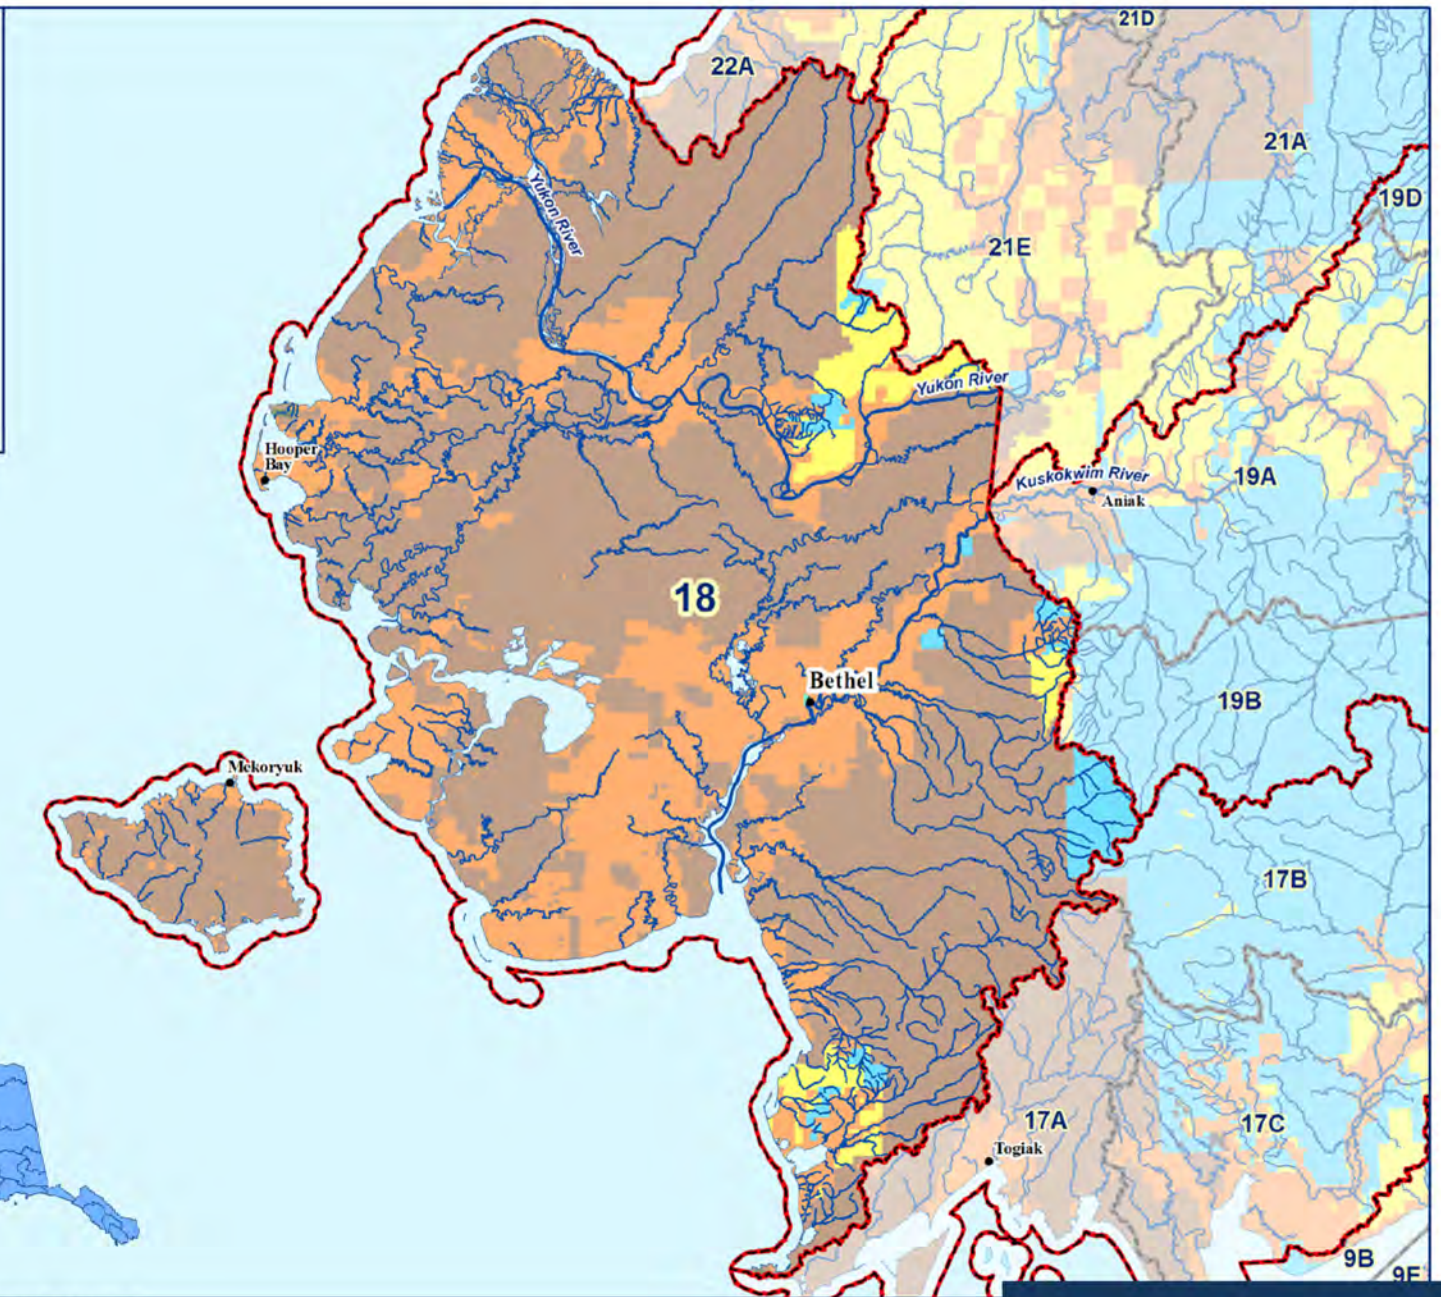 21D
22A
21A
19D
Yukon River
21E
Yukon River
Hooper
Bay
Kuskokwim River
19A
Aniak
18
Bethel
19B
Mekoryuk
17B
17A
17C
Togiak
9B
9E